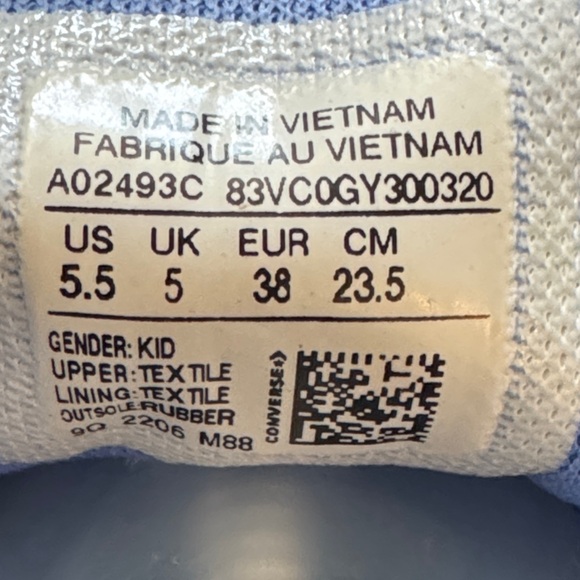 MADE IN VIETNAM
FABRIQUE AU VIETNAM
A02493C 83VC0GY300320
US UK EUR CM
5.5 5 38 23.5
GENDER: KID
UPPER: TEXTILE
LINING: TEXTILE
OUTSOLE: RUBBER
9Q 2206 M88
CONVERSE